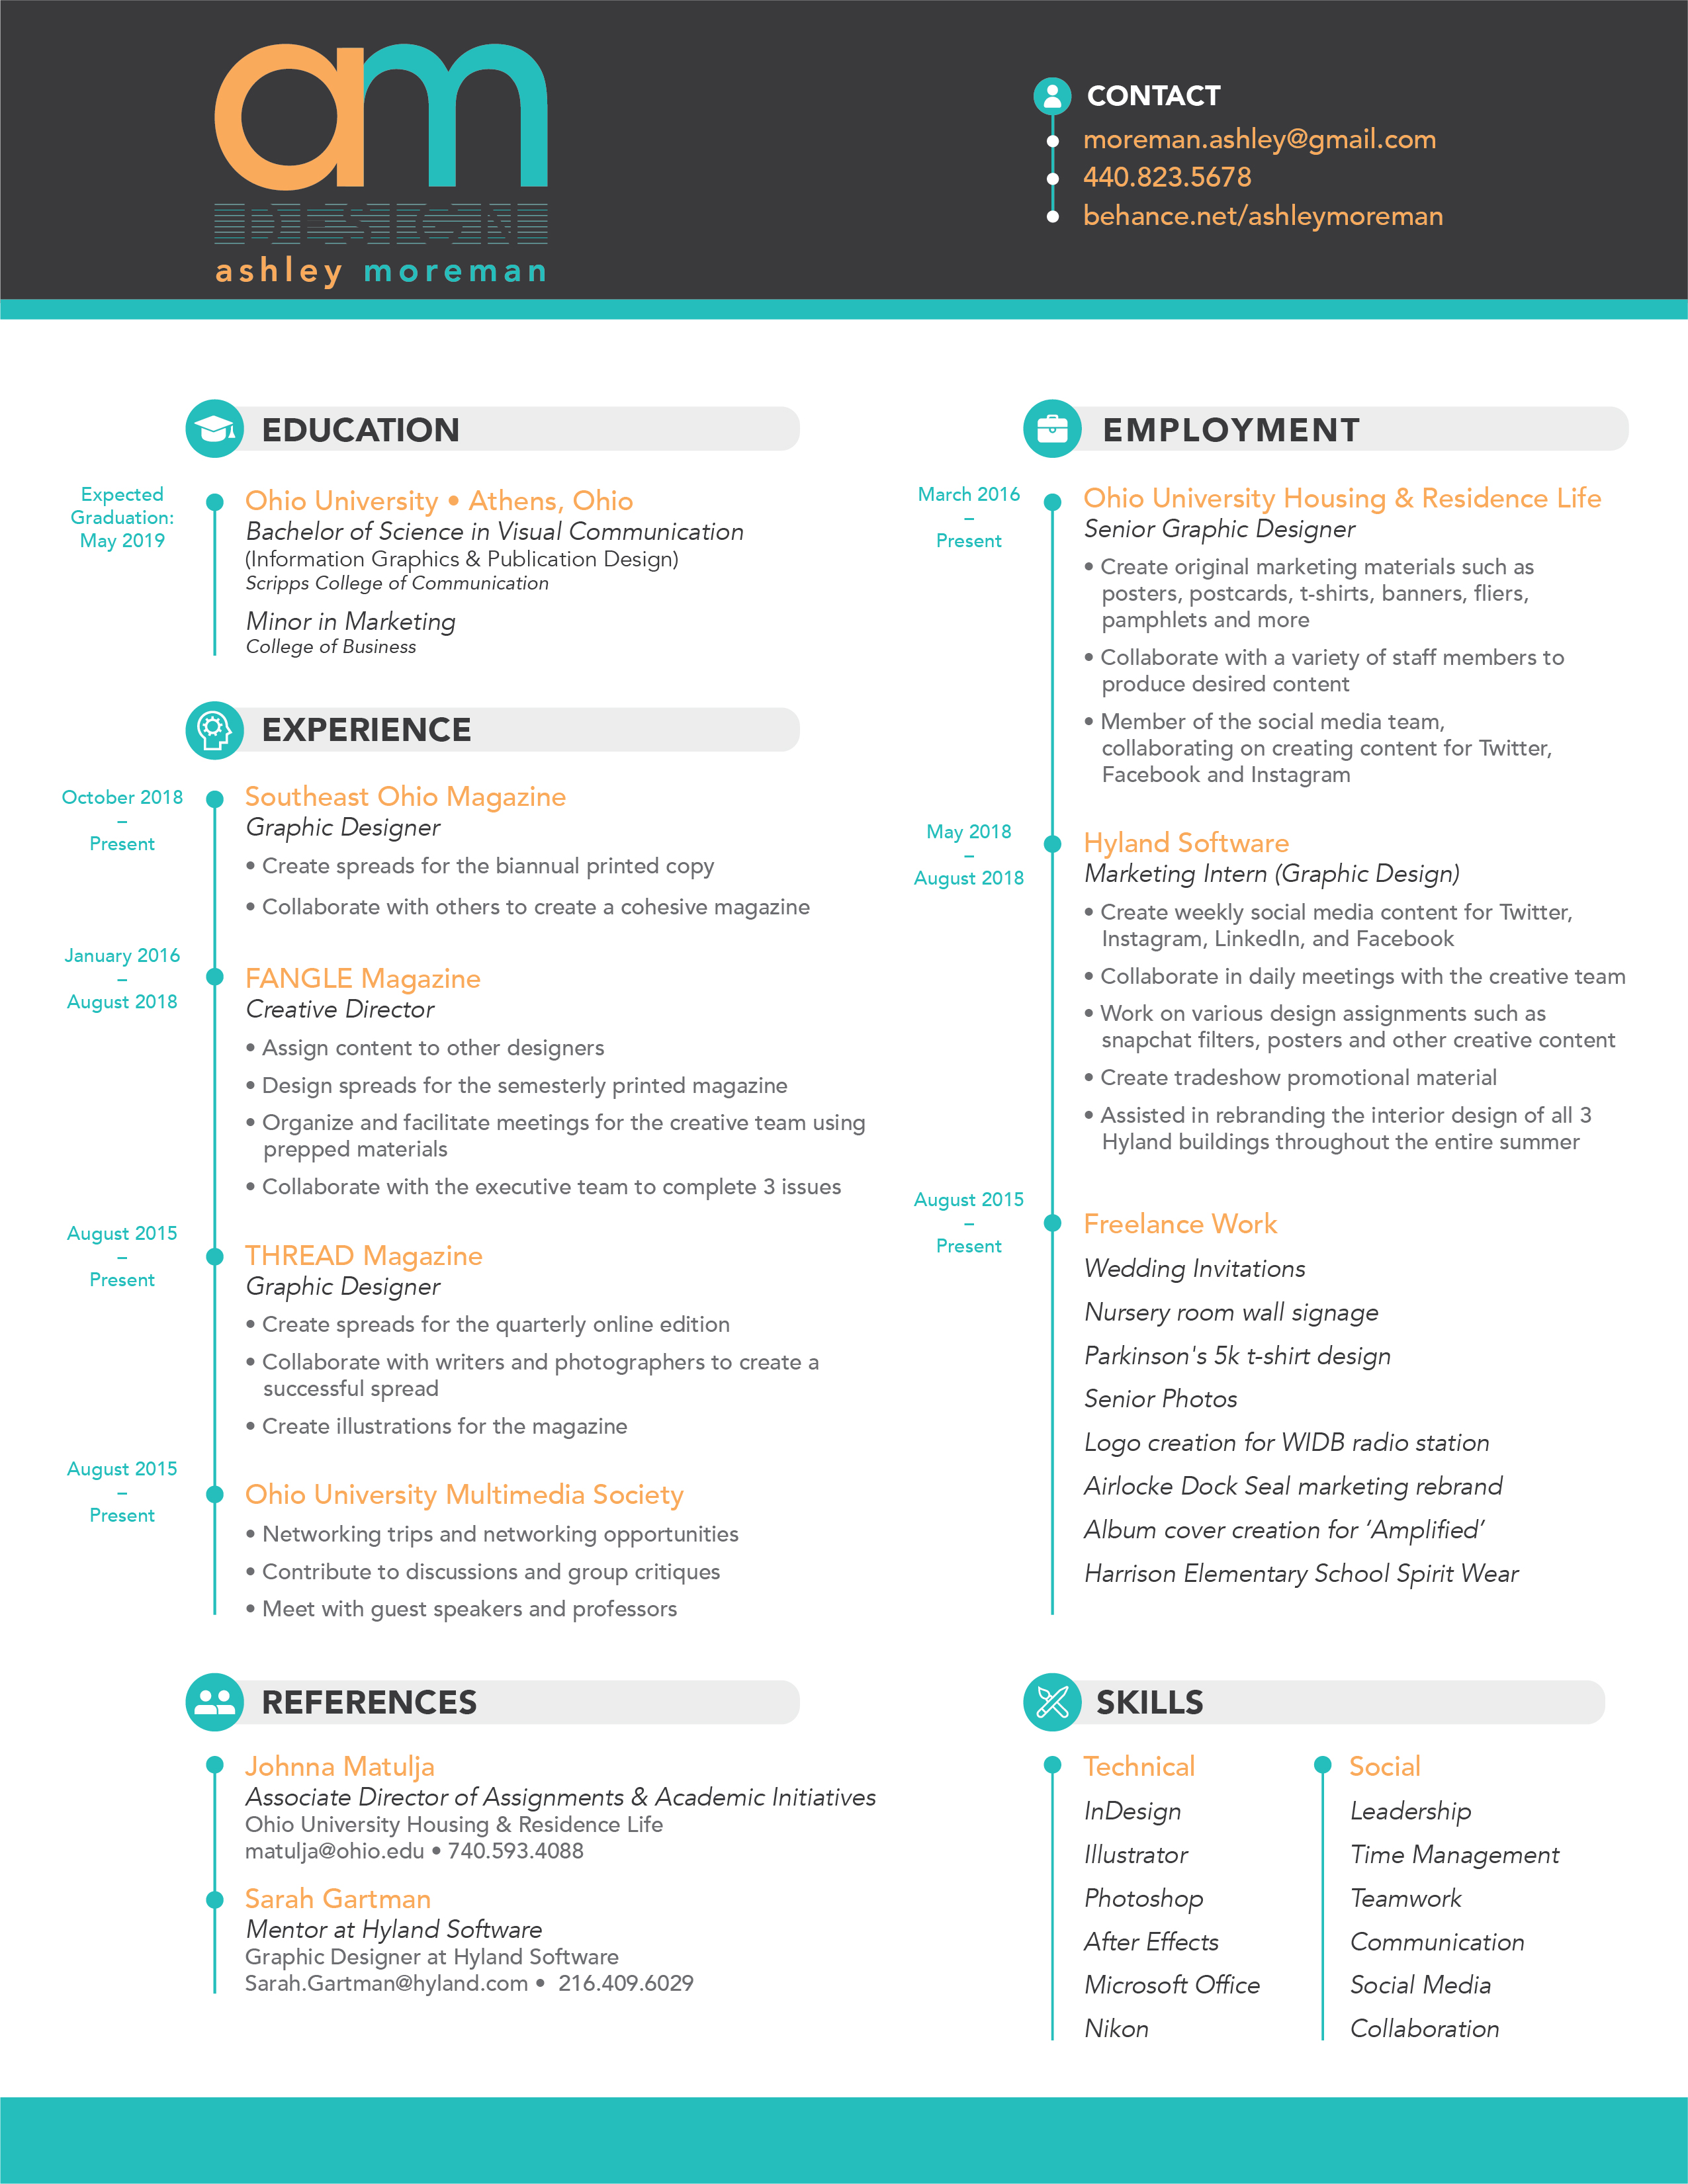 am
DESIGN
ashley moreman
CONTACT
moreman.ashley@gmail.com
440.823.5678
behance.net/ashleymoreman
EDUCATION
Expected
Graduation:
May 2019
Ohio University • Athens, Ohio
Bachelor of Science in Visual Communication
(Information Graphics & Publication Design)
Scripps College of Communication
Minor in Marketing
College of Business
EXPERIENCE
October 2018
–
Present
Southeast Ohio Magazine
Graphic Designer
• Create spreads for the biannual printed copy
• Collaborate with others to create a cohesive magazine
January 2016
–
August 2018
FANGLE Magazine
Creative Director
• Assign content to other designers
• Design spreads for the semesterly printed magazine
• Organize and facilitate meetings for the creative team using
prepped materials
• Collaborate with the executive team to complete 3 issues
August 2015
–
Present
THREAD Magazine
Graphic Designer
• Create spreads for the quarterly online edition
• Collaborate with writers and photographers to create a
successful spread
• Create illustrations for the magazine
August 2015
–
Present
Ohio University Multimedia Society
• Networking trips and networking opportunities
• Contribute to discussions and group critiques
• Meet with guest speakers and professors
REFERENCES
Johnna Matulja
Associate Director of Assignments & Academic Initiatives
Ohio University Housing & Residence Life
matulja@ohio.edu • 740.593.4088
Sarah Gartman
Mentor at Hyland Software
Graphic Designer at Hyland Software
Sarah.Gartman@hyland.com • 216.409.6029
EMPLOYMENT
March 2016
–
Present
Ohio University Housing & Residence Life
Senior Graphic Designer
• Create original marketing materials such as
posters, postcards, t-shirts, banners, fliers,
pamphlets and more
• Collaborate with a variety of staff members to
produce desired content
• Member of the social media team,
collaborating on creating content for Twitter,
Facebook and Instagram
May 2018
–
August 2018
Hyland Software
Marketing Intern (Graphic Design)
• Create weekly social media content for Twitter,
Instagram, LinkedIn, and Facebook
• Collaborate in daily meetings with the creative team
• Work on various design assignments such as
snapchat filters, posters and other creative content
• Create tradeshow promotional material
• Assisted in rebranding the interior design of all 3
Hyland buildings throughout the entire summer
August 2015
–
Present
Freelance Work
Wedding Invitations
Nursery room wall signage
Parkinson's 5k t-shirt design
Senior Photos
Logo creation for WIDB radio station
Airlocke Dock Seal marketing rebrand
Album cover creation for ‘Amplified’
Harrison Elementary School Spirit Wear
SKILLS
Technical
InDesign
Illustrator
Photoshop
After Effects
Microsoft Office
Nikon
Social
Leadership
Time Management
Teamwork
Communication
Social Media
Collaboration